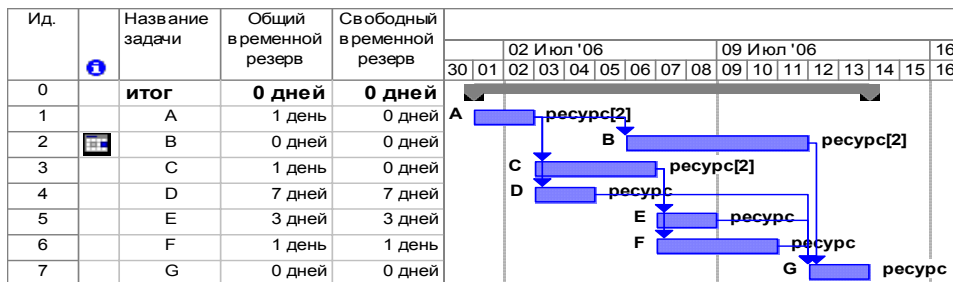 Ид. Название задачи Общий временной резерв Свободный временной резерв
02 Июл '06 09 Июл '06 16
30 01 02 03 04 05 06 07 08 09 10 11 12 13 14 15 16
0 итог 0 дней 0 дней
1 A 1 день 0 дней A ресурс[2]
2 B 0 дней 0 дней B ресурс[2]
3 C 1 день 0 дней C ресурс[2]
4 D 7 дней 7 дней D ресурс
5 E 3 дней 3 дней E ресурс
6 F 1 день 1 день F ресурс
7 G 0 дней 0 дней G ресурс